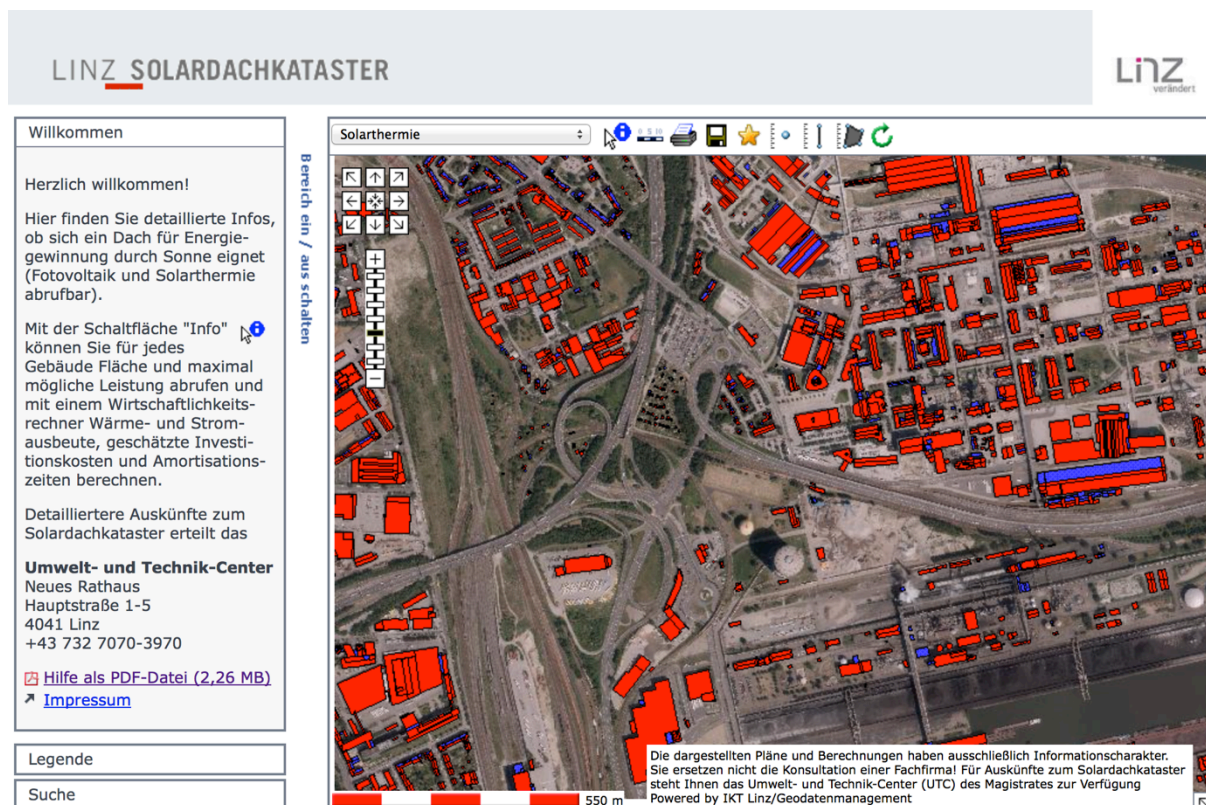 LINZ SOLARDACHKATASTER
Linz
verändert
Willkommen
Herzlich willkommen!
Hier finden Sie detaillierte Infos,
ob sich ein Dach für Energie-
gewinnung durch Sonne eignet
(Fotovoltaik und Solarthermie
abrufbar).
Mit der Schaltfläche "Info"
können Sie für jedes
Gebäude Fläche und maximal
mögliche Leistung abrufen und
mit einem Wirtschaftlichkeits-
rechner Wärme- und Strom-
ausbeute, geschätzte Investi-
tionskosten und Amortisations-
zeiten berechnen.
Detailliertere Auskünfte zum
Solardachkataster erteilt das
Umwelt- und Technik-Center
Neues Rathaus
Hauptstraße 1-5
4041 Linz
+43 732 7070-3970
Hilfe als PDF-Datei (2,26 MB)
Impressum
Legende
Suche
Bereich ein / aus schalten
Solarthermie
0 5 10
550 m
Die dargestellten Pläne und Berechnungen haben ausschließlich Informationscharakter.
Sie ersetzen nicht die Konsultation einer Fachfirma! Für Auskünfte zum Solardachkataster
steht Ihnen das Umwelt- und Technik-Center (UTC) des Magistrates zur Verfügung
Powered by IKT Linz/Geodatenmanagement